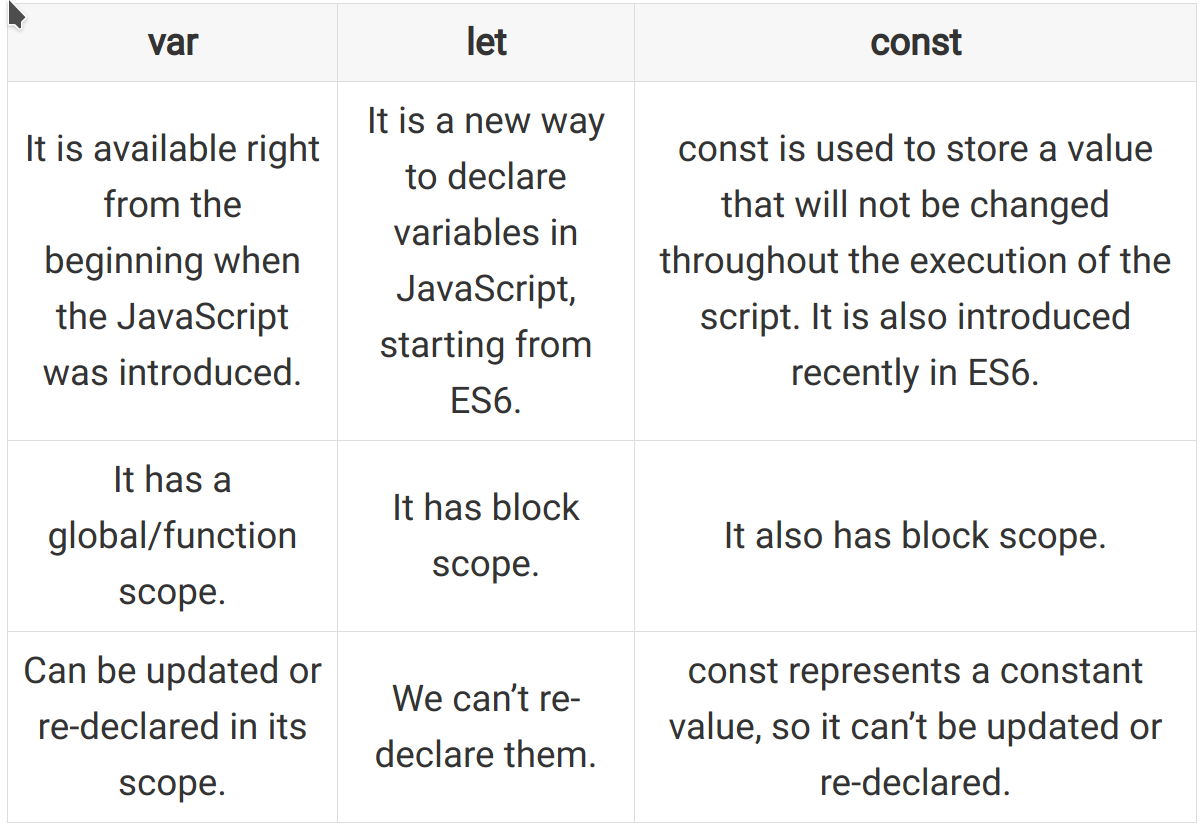 var
let
const
It is available right
from the
beginning when
the JavaScript
was introduced.
It is a new way
to declare
variables in
JavaScript,
starting from
ES6.
const is used to store a value
that will not be changed
throughout the execution of the
script. It is also introduced
recently in ES6.
It has a
global/function
scope.
It has block
scope.
It also has block scope.
Can be updated or
re-declared in its
scope.
We can’t re-
declare them.
const represents a constant
value, so it can’t be updated or
re-declared.